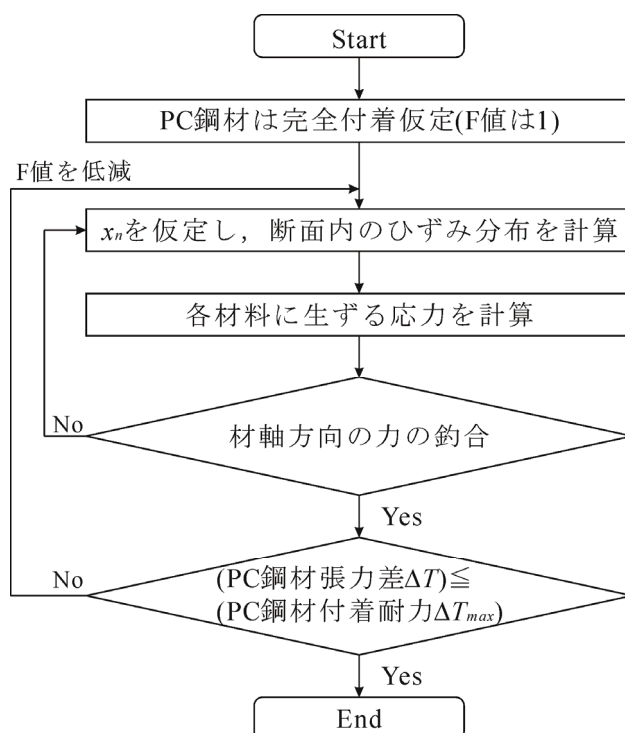 Start
PC鋼材は完全付着仮定(F値は1)
F値を低減
xnを仮定し，断面内のひずみ分布を計算
各材料に生ずる応力を計算
材軸方向の力の釣合
No
Yes
(PC鋼材張力差ΔT)≦
(PC鋼材付着耐力ΔTmax)
No
Yes
End